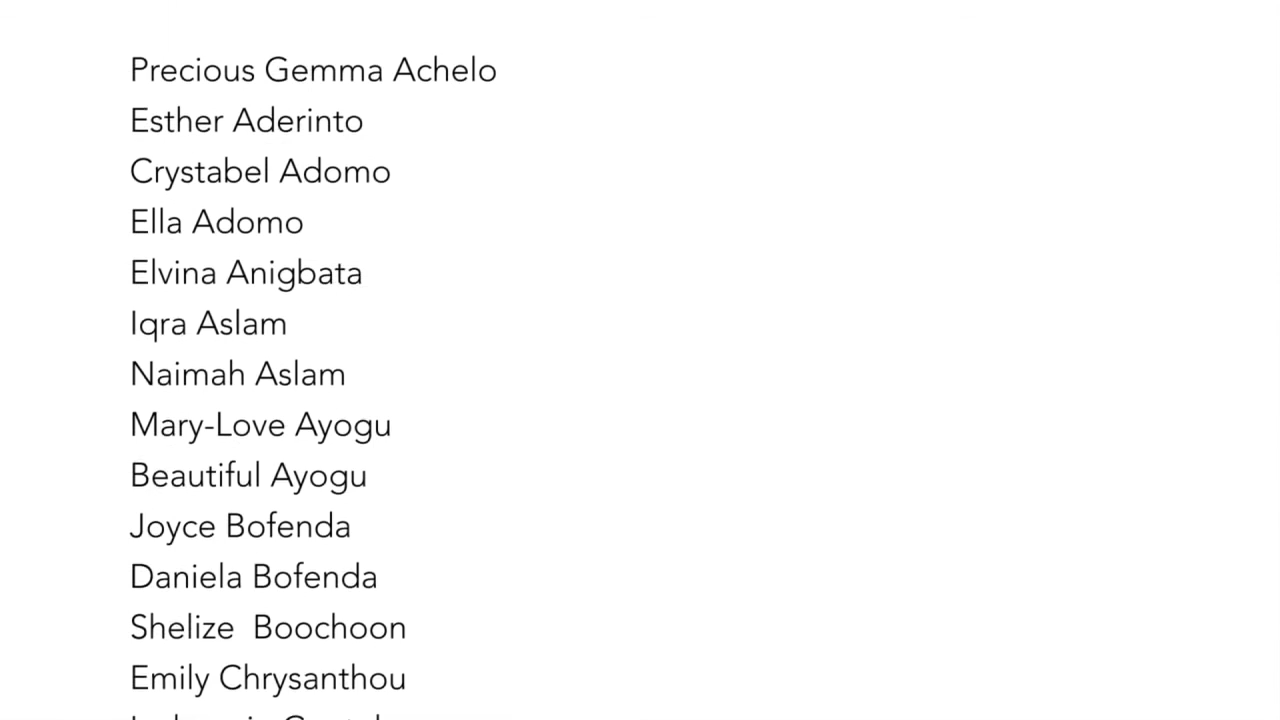 Precious Gemma Achelo
Esther Aderinto
Crystabel Adomo
Ella Adomo
Elvina Anigbata
Iqra Aslam
Naimah Aslam
Mary-Love Ayogu
Beautiful Ayogu
Joyce Bofenda
Daniela Bofenda
Shelize  Boochoon
Emily Chrysanthou